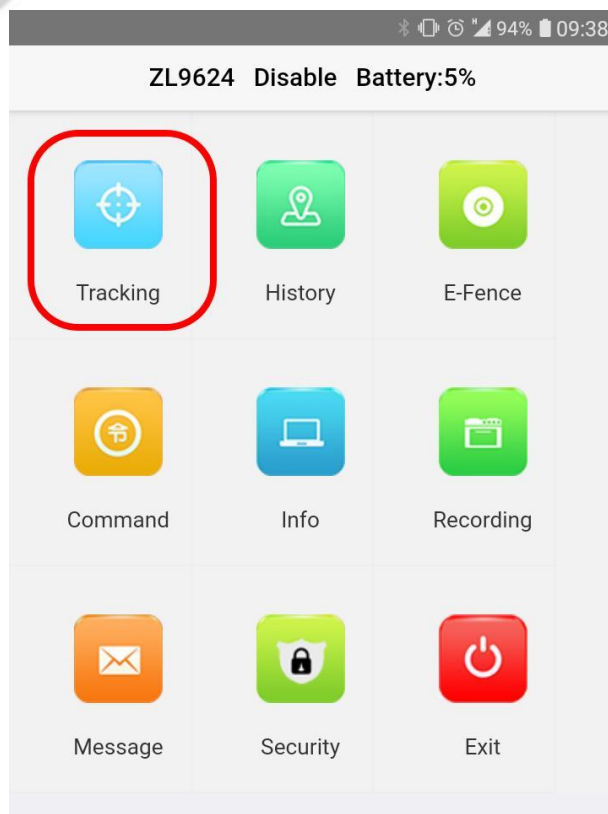 H 94% 09:38
ZL9624 Disable Battery:5%
Tracking History E-Fence
Command Info Recording
Message Security Exit